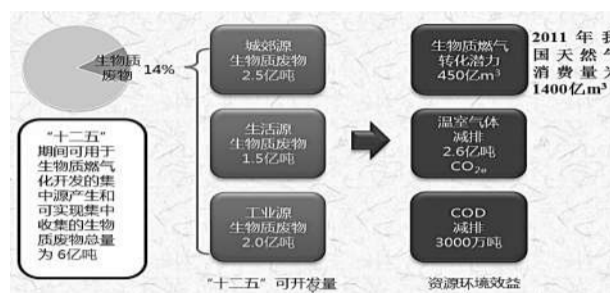 生物质
废物
14%
“十二五”
期间可用于
生物质燃气
化开发的集
中源产生和
可实现集中
收集的生物
质废物总量
为 6亿吨
城郊源
生物质废物
2.5亿吨
生活源
生物质废物
1.5亿吨
工业源
生物质废物
2.0亿吨
“十二五”可开发量
生物质燃气
转化潜力
450亿m³
温室气体
减排
2.6亿吨
CO₂ₑ
COD
减排
3000万吨
资源环境效益
2011 年 我
国 天 然 气
消 费 量 为
1400亿m³